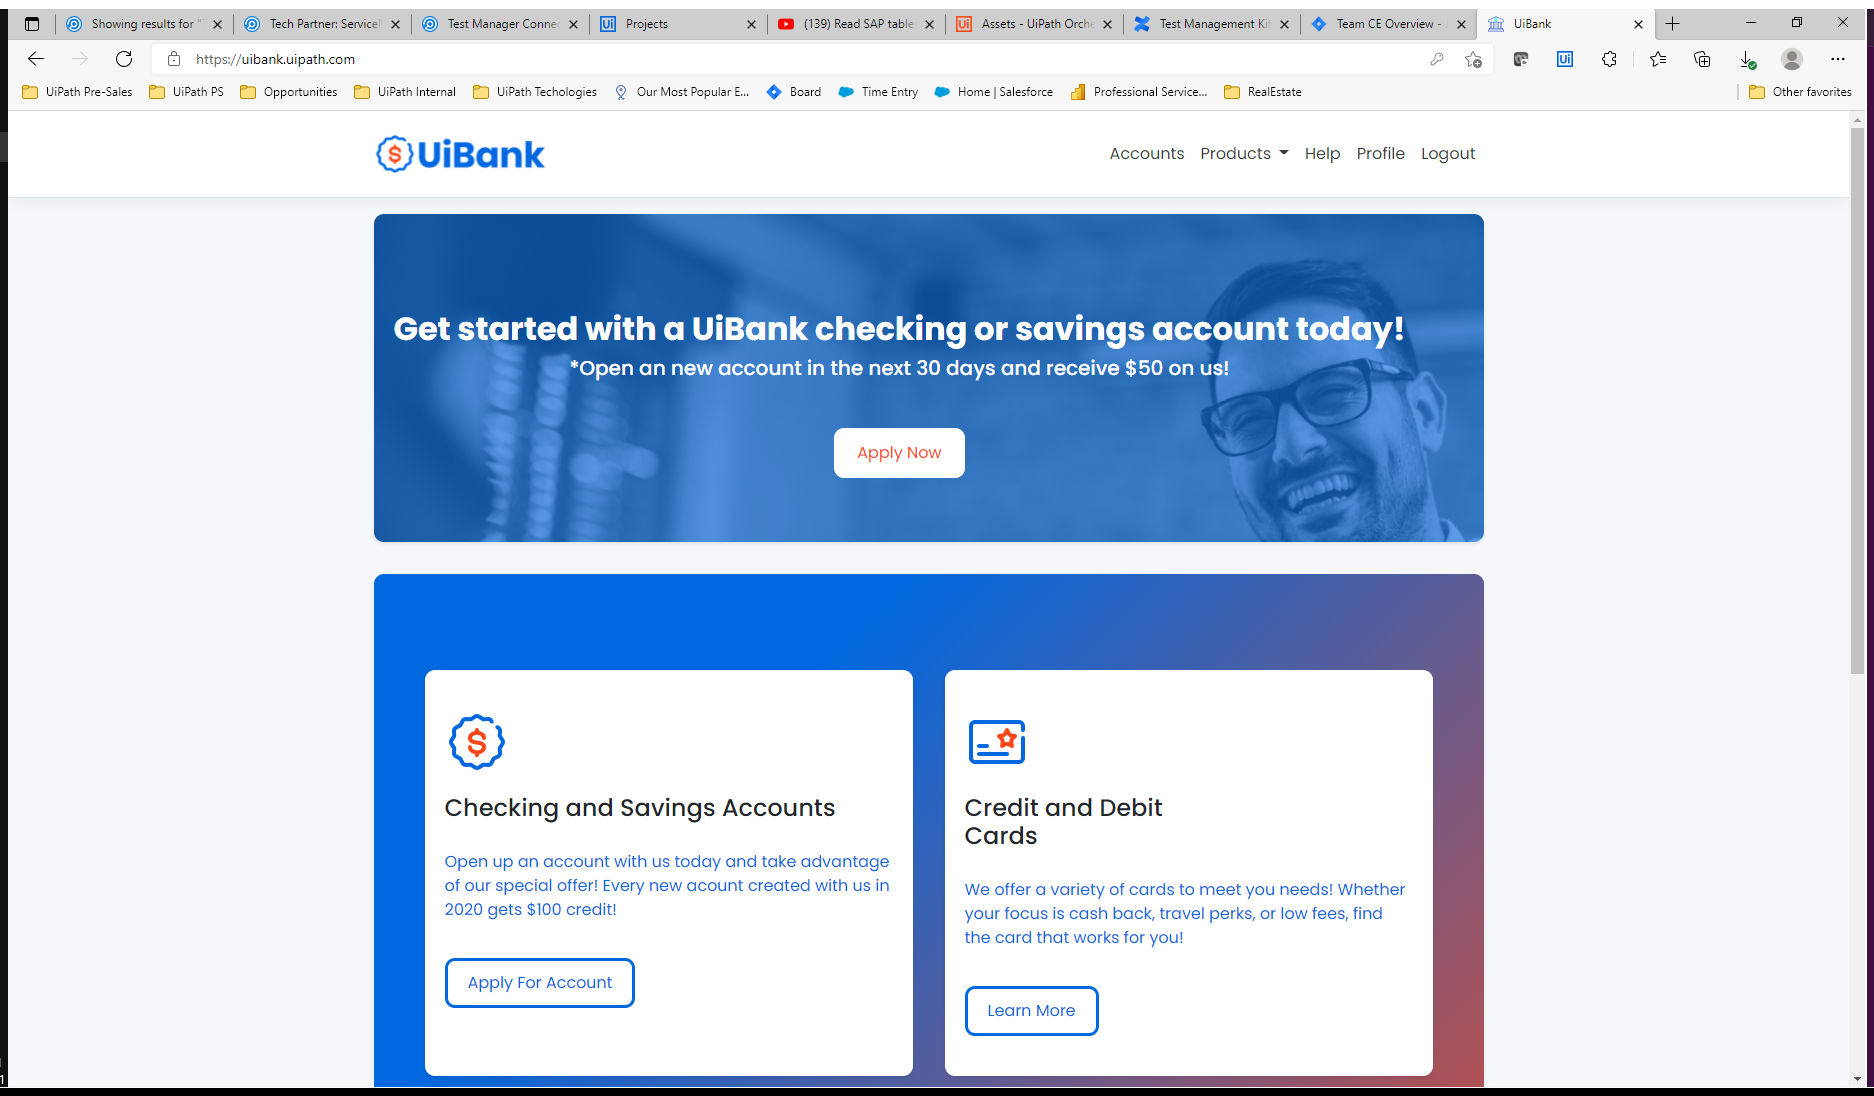 Showing results for "
Tech Partner: Service
Test Manager Conne
Projects
(139) Read SAP table
Assets - UiPath Orche
Test Management Ki
Team CE Overview -
UiBank
https://uibank.uipath.com
UiPath Pre-Sales
UiPath PS
Opportunities
UiPath Internal
UiPath Techologies
Our Most Popular E...
Board
Time Entry
Home | Salesforce
Professional Service...
RealEstate
Other favorites
UiBank
Accounts Products Help Profile Logout
Get started with a UiBank checking or savings account today!
*Open an new account in the next 30 days and receive $50 on us!
Apply Now
Checking and Savings Accounts
Open up an account with us today and take advantage
of our special offer! Every new acount created with us in
2020 gets $100 credit!
Apply For Account
Credit and Debit
Cards
We offer a variety of cards to meet you needs! Whether
your focus is cash back, travel perks, or low fees, find
the card that works for you!
Learn More